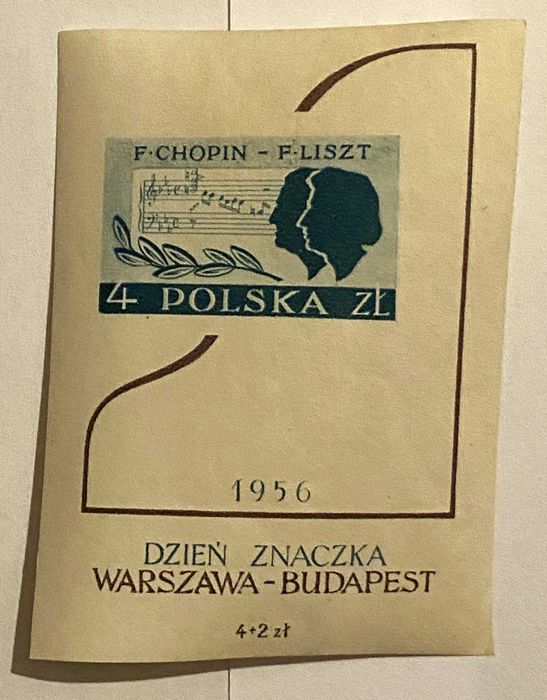 F·CHOPIN – F·LISZT
4 POLSKA ZŁ
1956
DZIEŃ ZNACZKA
WARSZAWA–BUDAPEST
4+2 zł